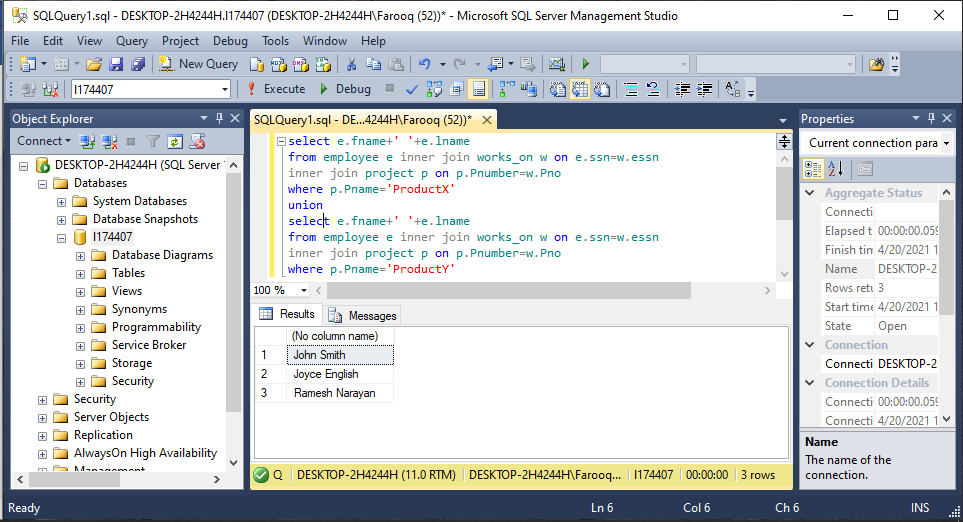 SQLQuery1.sql - DESKTOP-2H4244H.I174407 (DESKTOP-2H4244H\Farooq (52))* - Microsoft SQL Server Management Studio
File Edit View Query Project Debug Tools Window Help
New Query
I174407 Execute Debug
Object Explorer
Connect
DESKTOP-2H4244H (SQL Server
Databases
System Databases
Database Snapshots
I174407
Database Diagrams
Tables
Views
Synonyms
Programmability
Service Broker
Storage
Security
Security
Server Objects
Replication
AlwaysOn High Availability
Management
SQLQuery1.sql - DE...4244H\Farooq (52))*
select e.fname+' '+e.lname
from employee e inner join works_on w on e.ssn=w.essn
inner join project p on p.Pnumber=w.Pno
where p.Pname='ProductX'
union
select e.fname+' '+e.lname
from employee e inner join works_on w on e.ssn=w.essn
inner join project p on p.Pnumber=w.Pno
where p.Pname='ProductY'
100 %
Results Messages
(No column name)
1 John Smith
2 Joyce English
3 Ramesh Narayan
Q DESKTOP-2H4244H (11.0 RTM) DESKTOP-2H4244H\Farooq... I174407 00:00:00 3 rows
Properties
Current connection para
Aggregate Status
Connecti
Elapsed t 00:00:00.059
Finish tim 4/20/2021 1
Name DESKTOP-2
Rows retu 3
Start time 4/20/2021 1
State Open
Connection
Connecti DESKTOP-2
Connection Details
Connecti 00:00:00.059
Connecti 4/20/2021 1
Name
The name of the
connection.
Ready Ln 6 Col 6 Ch 6 INS